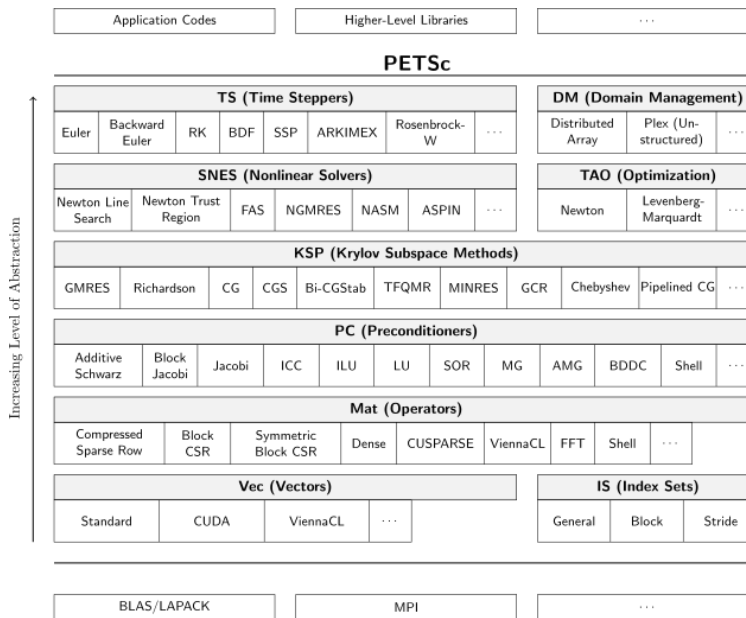 Application Codes
Higher-Level Libraries
···
PETSc
Increasing Level of Abstraction
TS (Time Steppers)
Euler
Backward
Euler
RK
BDF
SSP
ARKIMEX
Rosenbrock-
W
···
DM (Domain Management)
Distributed
Array
Plex (Un-
structured)
···
SNES (Nonlinear Solvers)
Newton Line
Search
Newton Trust
Region
FAS
NGMRES
NASM
ASPIN
···
TAO (Optimization)
Newton
Levenberg-
Marquardt
···
KSP (Krylov Subspace Methods)
GMRES
Richardson
CG
CGS
Bi-CGStab
TFQMR
MINRES
GCR
Chebyshev
Pipelined CG
···
PC (Preconditioners)
Additive
Schwarz
Block
Jacobi
Jacobi
ICC
ILU
LU
SOR
MG
AMG
BDDC
Shell
···
Mat (Operators)
Compressed
Sparse Row
Block
CSR
Symmetric
Block CSR
Dense
CUSPARSE
ViennaCL
FFT
Shell
···
Vec (Vectors)
Standard
CUDA
ViennaCL
···
IS (Index Sets)
General
Block
Stride
BLAS/LAPACK
MPI
···